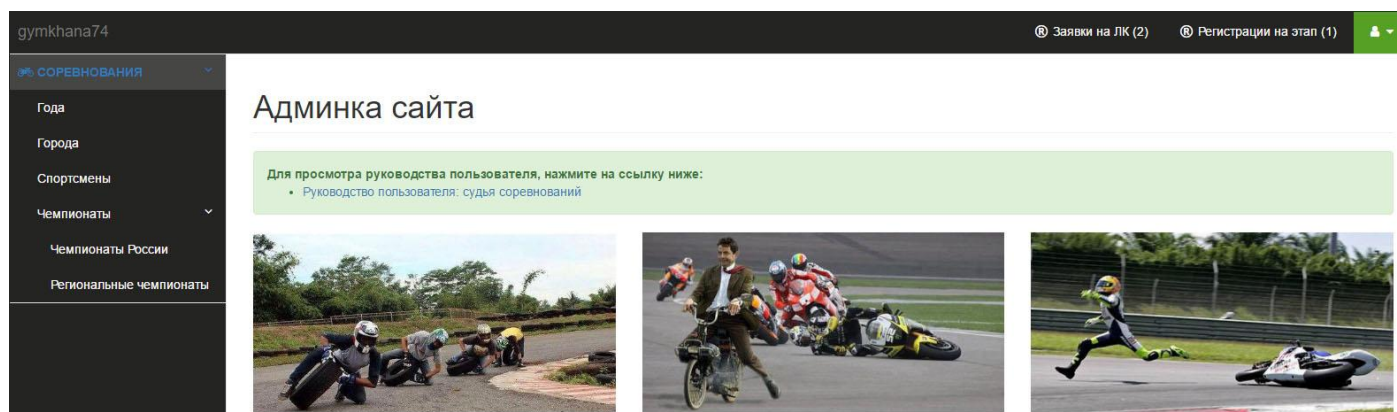 gymkhana74
® Заявки на ЛК (2)
® Регистрации на этап (1)
СОРЕВНОВАНИЯ
Года
Города
Спортсмены
Чемпионаты
Чемпионаты России
Региональные чемпионаты
Админка сайта
Для просмотра руководства пользователя, нажмите на ссылку ниже:
• Руководство пользователя: судья соревнований